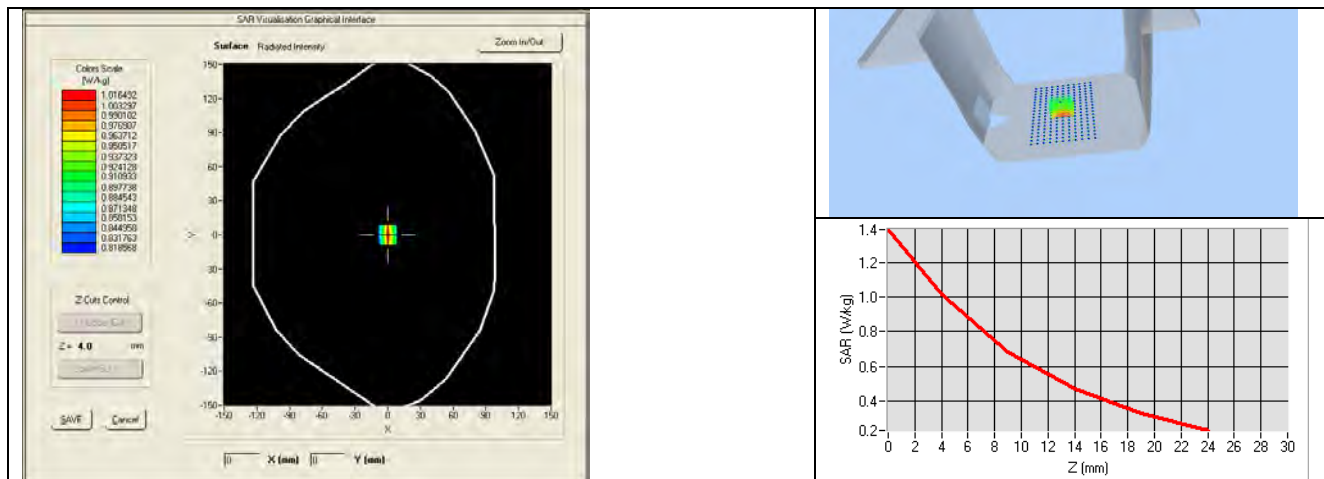 SAR Visualisation Graphical Interface
Surface Radiated Intensity
Zoom In/Out
Colors Scale
(W/kg)
1.016492
1.003297
0.990102
0.976907
0.963712
0.950517
0.937323
0.924128
0.910933
0.897738
0.884543
0.871348
0.858153
0.844958
0.831763
0.818568
150
120
90
60
30
0
-30
-60
-90
-120
-150
Y
-150 -120 -90 -60 -30 0 30 60 90 120 150
X
Z Cuts Control
Z = 4.0 mm
SAVE Cancel
0 X (mm) 0 Y (mm)
1.4
1.2
1.0
0.8
0.6
0.4
0.2
SAR (W/kg)
0 2 4 6 8 10 12 14 16 18 20 22 24 26 28 30
Z (mm)